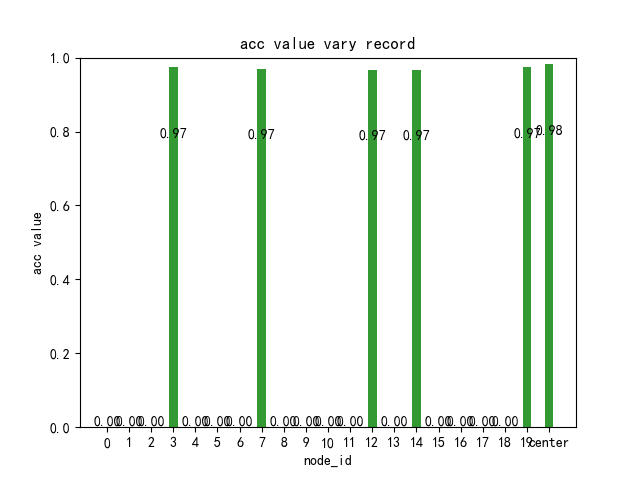 acc value vary record
1.0
0.8
0.6
0.4
0.2
0.0
acc value
0.00 0.00 0.00 0.97 0.00 0.00 0.00 0.97 0.00 0.00 0.00 0.00 0.97 0.00 0.97 0.00 0.00 0.00 0.00 0.97 0.98
0 1 2 3 4 5 6 7 8 9 10 11 12 13 14 15 16 17 18 19 center
node_id